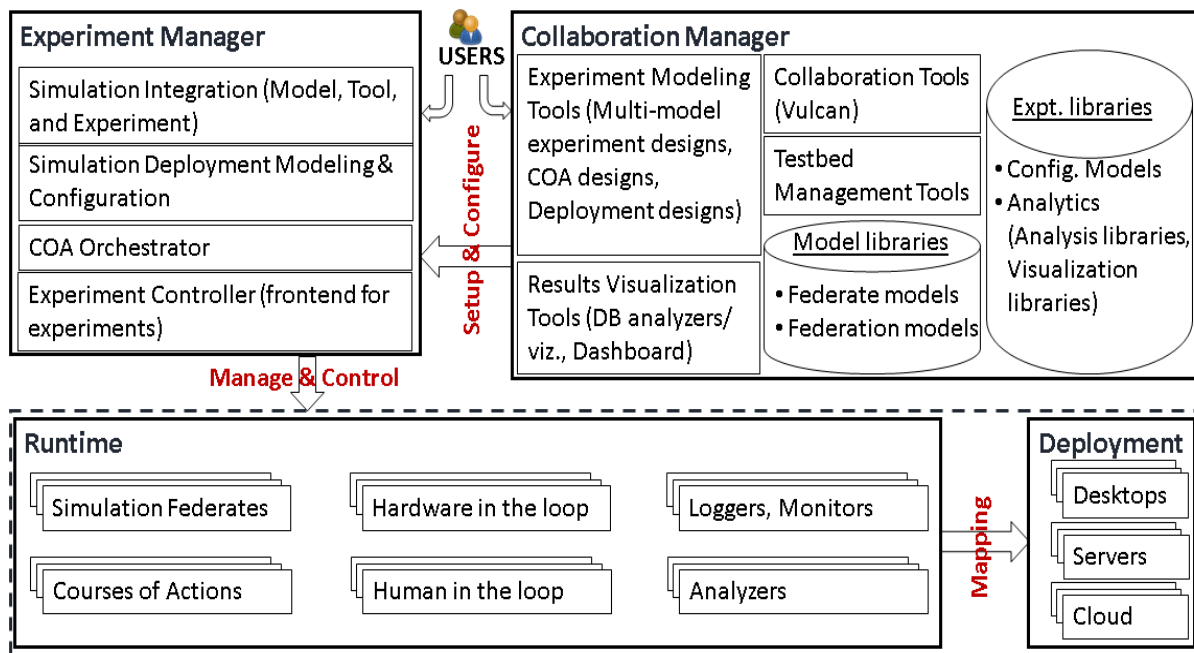 Experiment Manager
Simulation Integration (Model, Tool,
and Experiment)
Simulation Deployment Modeling &
Configuration
COA Orchestrator
Experiment Controller (frontend for
experiments)
USERS
Setup & Configure
Collaboration Manager
Experiment Modeling
Tools (Multi-model
experiment designs,
COA designs,
Deployment designs)
Results Visualization
Tools (DB analyzers/
viz., Dashboard)
Collaboration Tools
(Vulcan)
Testbed
Management Tools
Model libraries
• Federate models
• Federation models
Expt. libraries
• Config. Models
• Analytics
(Analysis libraries,
Visualization
libraries)
Manage & Control
Runtime
Simulation Federates
Hardware in the loop
Loggers, Monitors
Courses of Actions
Human in the loop
Analyzers
Mapping
Deployment
Desktops
Servers
Cloud